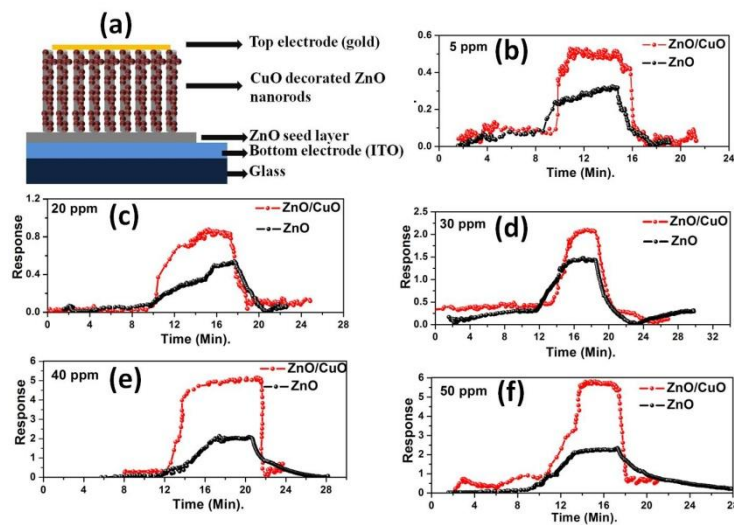 (a)
Top electrode (gold)
CuO decorated ZnO
nanorods
ZnO seed layer
Bottom electrode (ITO)
Glass
5 ppm
(b)
ZnO/CuO
ZnO
0.6
0.4
0.2
0.0
0 4 8 12 16 20 24
Time (Min).
20 ppm
(c)
ZnO/CuO
ZnO
Response
1.2
0.8
0.4
0.0
0 4 8 12 16 20 24 28
Time (Min).
30 ppm
(d)
ZnO/CuO
ZnO
Response
2.5
2.0
1.5
1.0
0.5
0.0
0 4 8 12 16 20 24 28 32
Time (Min).
40 ppm
(e)
ZnO/CuO
ZnO
Response
6
5
4
3
2
1
0
0 4 8 12 16 20 24 28
Time (Min).
50 ppm
(f)
ZnO/CuO
ZnO
Response
6
5
4
3
2
1
0
0 4 8 12 16 20 24 28
Time (Min).